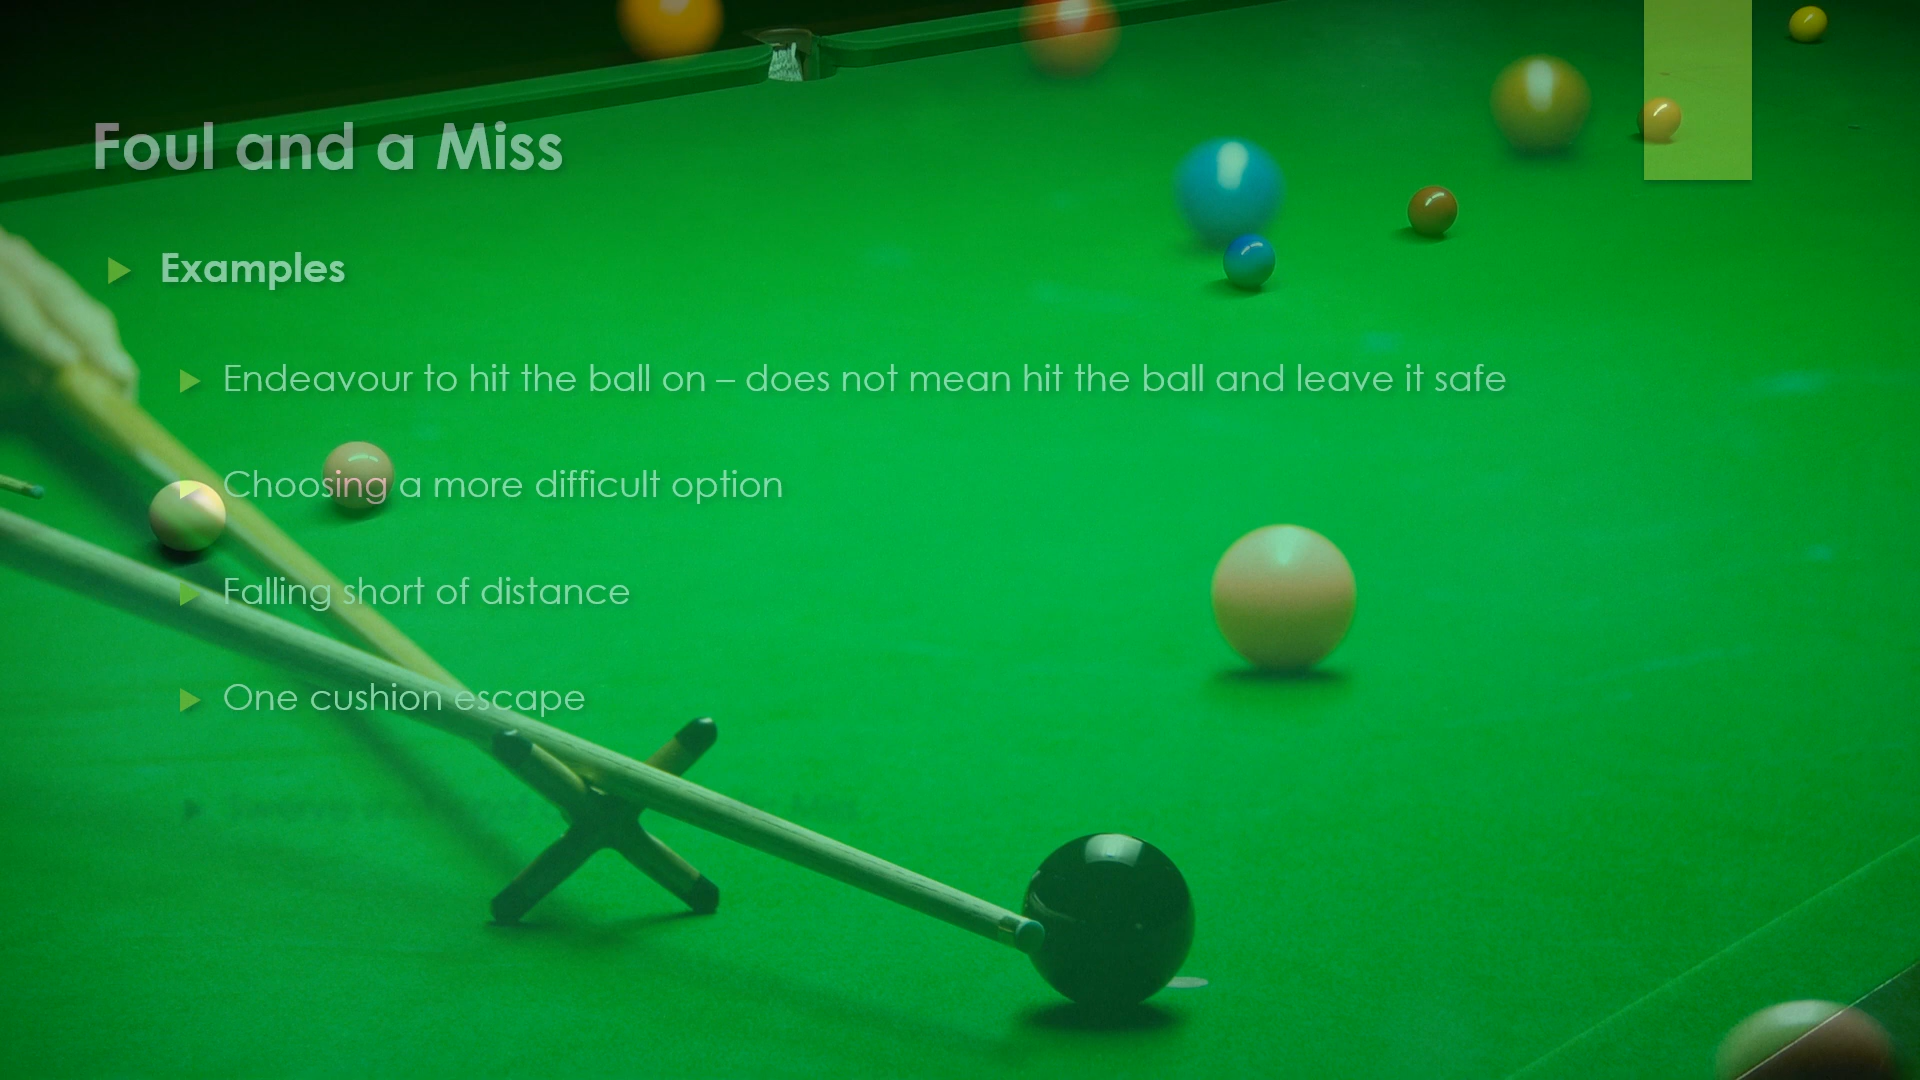 Foul and a Miss
Examples
Endeavour to hit the ball on – does not mean hit the ball and leave it safe
Choosing a more difficult option
Falling short of distance
One cushion escape